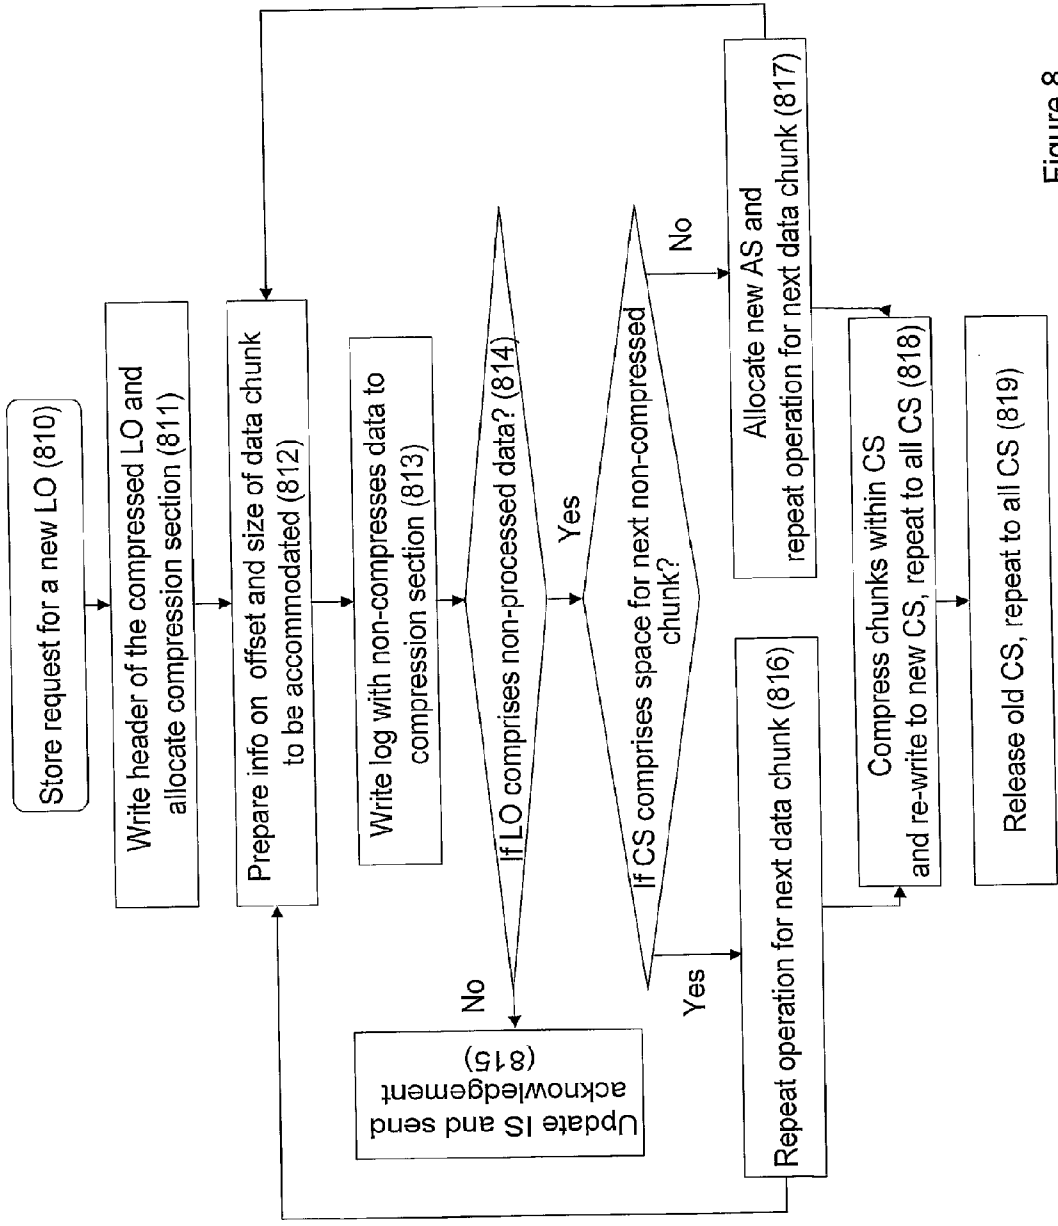 Store request for a new LO (810)
Write header of the compressed LO and
allocate compression section (811)
Prepare info on offset and size of data chunk
to be accommodated (812)
Write log with non-compresses data to
compression section (813)
If LO comprises non-processed data? (814)
No
Update IS and send
acknowledgement
(815)
Yes
If CS comprises space for next non-compressed
chunk?
Yes
No
Repeat operation for next data chunk (816)
Allocate new AS and
repeat operation for next data chunk (817)
Compress chunks within CS
and re-write to new CS, repeat to all CS (818)
Release old CS, repeat to all CS (819)
Figure 8